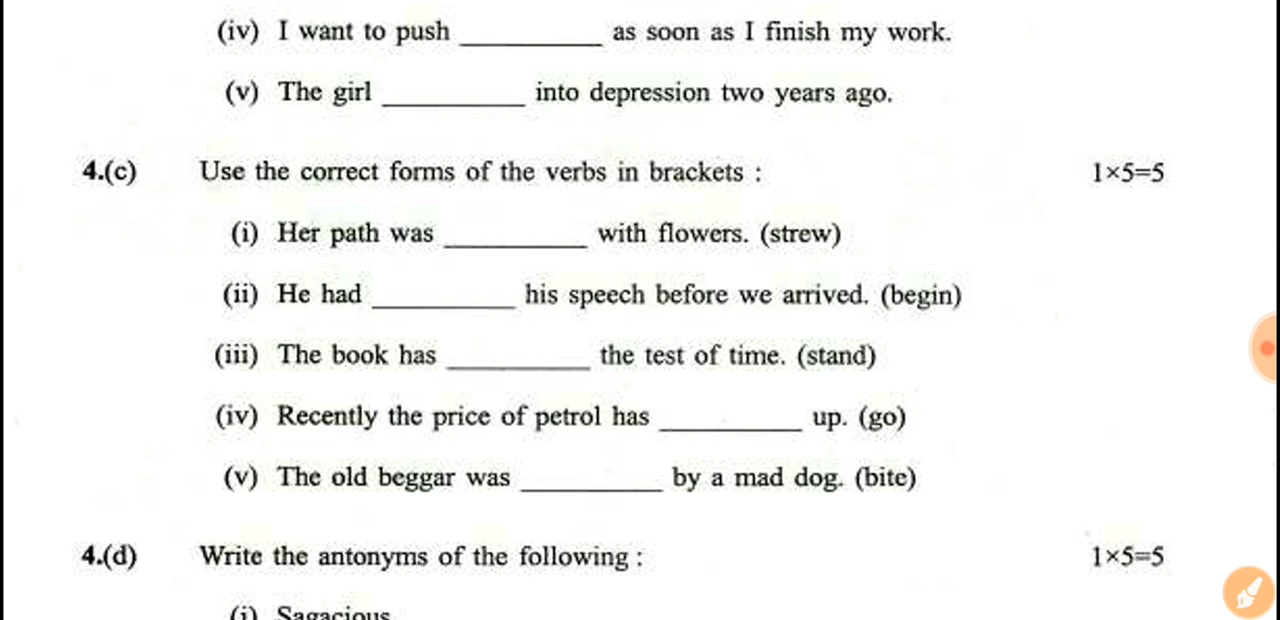 (iv) I want to push __________ as soon as I finish my work.
(v) The girl __________ into depression two years ago.
4.(c) Use the correct forms of the verbs in brackets : 1×5=5
(i) Her path was __________ with flowers. (strew)
(ii) He had __________ his speech before we arrived. (begin)
(iii) The book has __________ the test of time. (stand)
(iv) Recently the price of petrol has __________ up. (go)
(v) The old beggar was __________ by a mad dog. (bite)
4.(d) Write the antonyms of the following : 1×5=5
(i) Sagacious